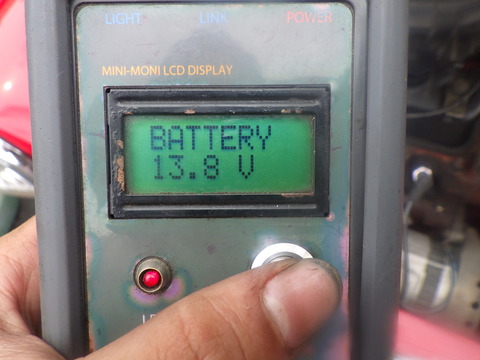 LIGHT LINK POWER
MINI-MONI LCD DISPLAY
BATTERY
13.8 V